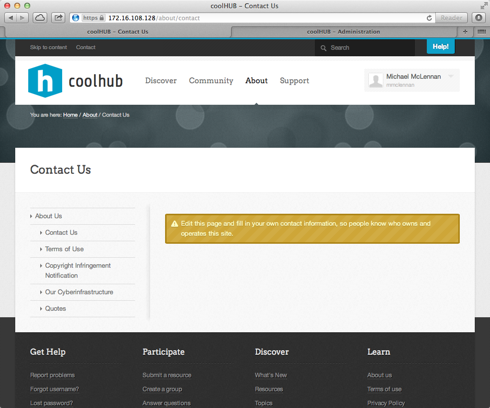 coolHUB – Contact Us
https 172.16.108.128/about/contact
Reader
coolHUB – Contact Us
coolHUB – Administration
Skip to content
Contact
Search
Help!
h coolhub
Discover
Community
About
Support
Michael McLennan
mmclennan
You are here: Home / About / Contact Us
Contact Us
About Us
Contact Us
Terms of Use
Copyright Infringement
Notification
Our Cyberinfrastructure
Quotes
Edit this page and fill in your own contact information, so people know who owns and
operates this site.
Get Help
Report problems
Forgot username?
Lost password?
Participate
Submit a resource
Create a group
Answer questions
Discover
What's New
Resources
Topics
Learn
About us
Terms of use
Privacy Policy